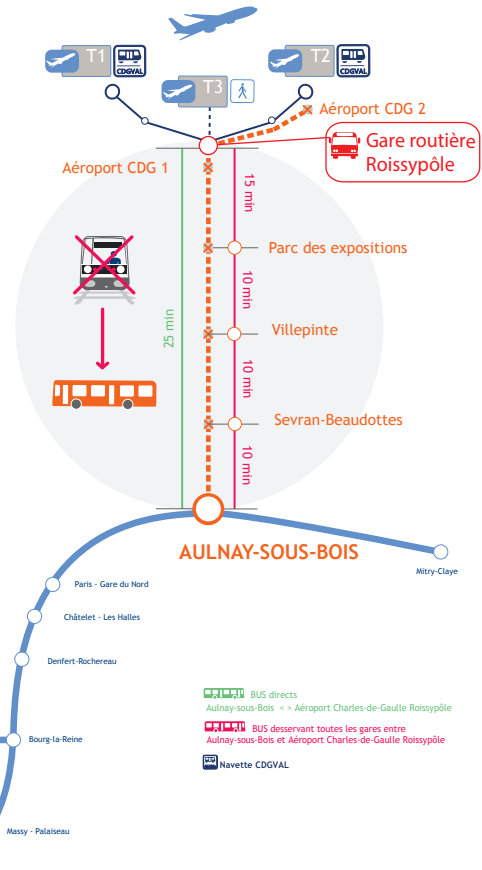 T1
CDGVAL
T2
CDGVAL
T3
Aéroport CDG 2
Gare routière
Roissypôle
Aéroport CDG 1
15 min
Parc des expositions
10 min
25 min
Villepinte
10 min
Sevran-Beaudottes
10 min
AULNAY-SOUS-BOIS
Mitry-Claye
Paris - Gare du Nord
Châtelet - Les Halles
Denfert-Rochereau
Bourg-la-Reine
Massy - Palaiseau
BUS directs
Aulnay-sous-Bois <> Aéroport Charles-de-Gaulle Roissypôle
BUS desservant toutes les gares entre
Aulnay-sous-Bois et Aéroport Charles-de-Gaulle Roissypôle
Navette CDGVAL